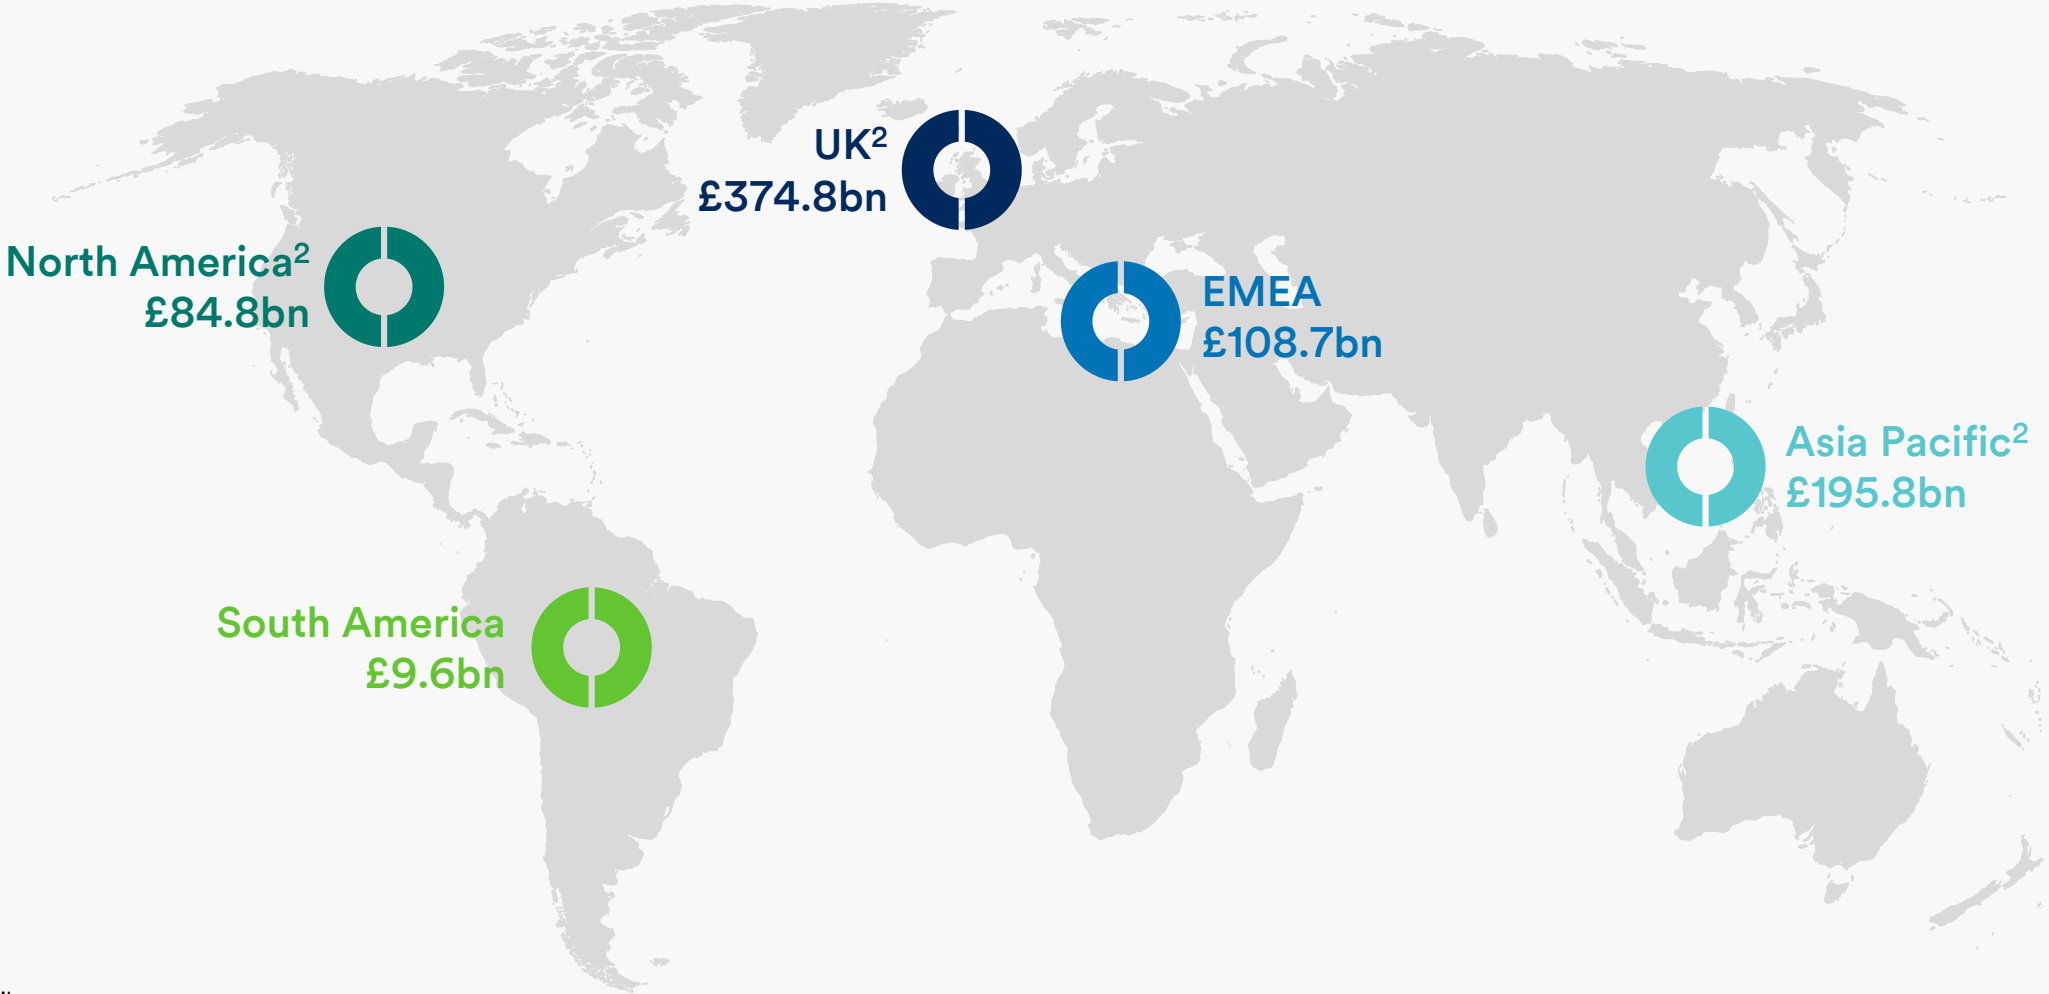 UK²
£374.8bn
North America²
£84.8bn
EMEA
£108.7bn
Asia Pacific²
£195.8bn
South America
£9.6bn